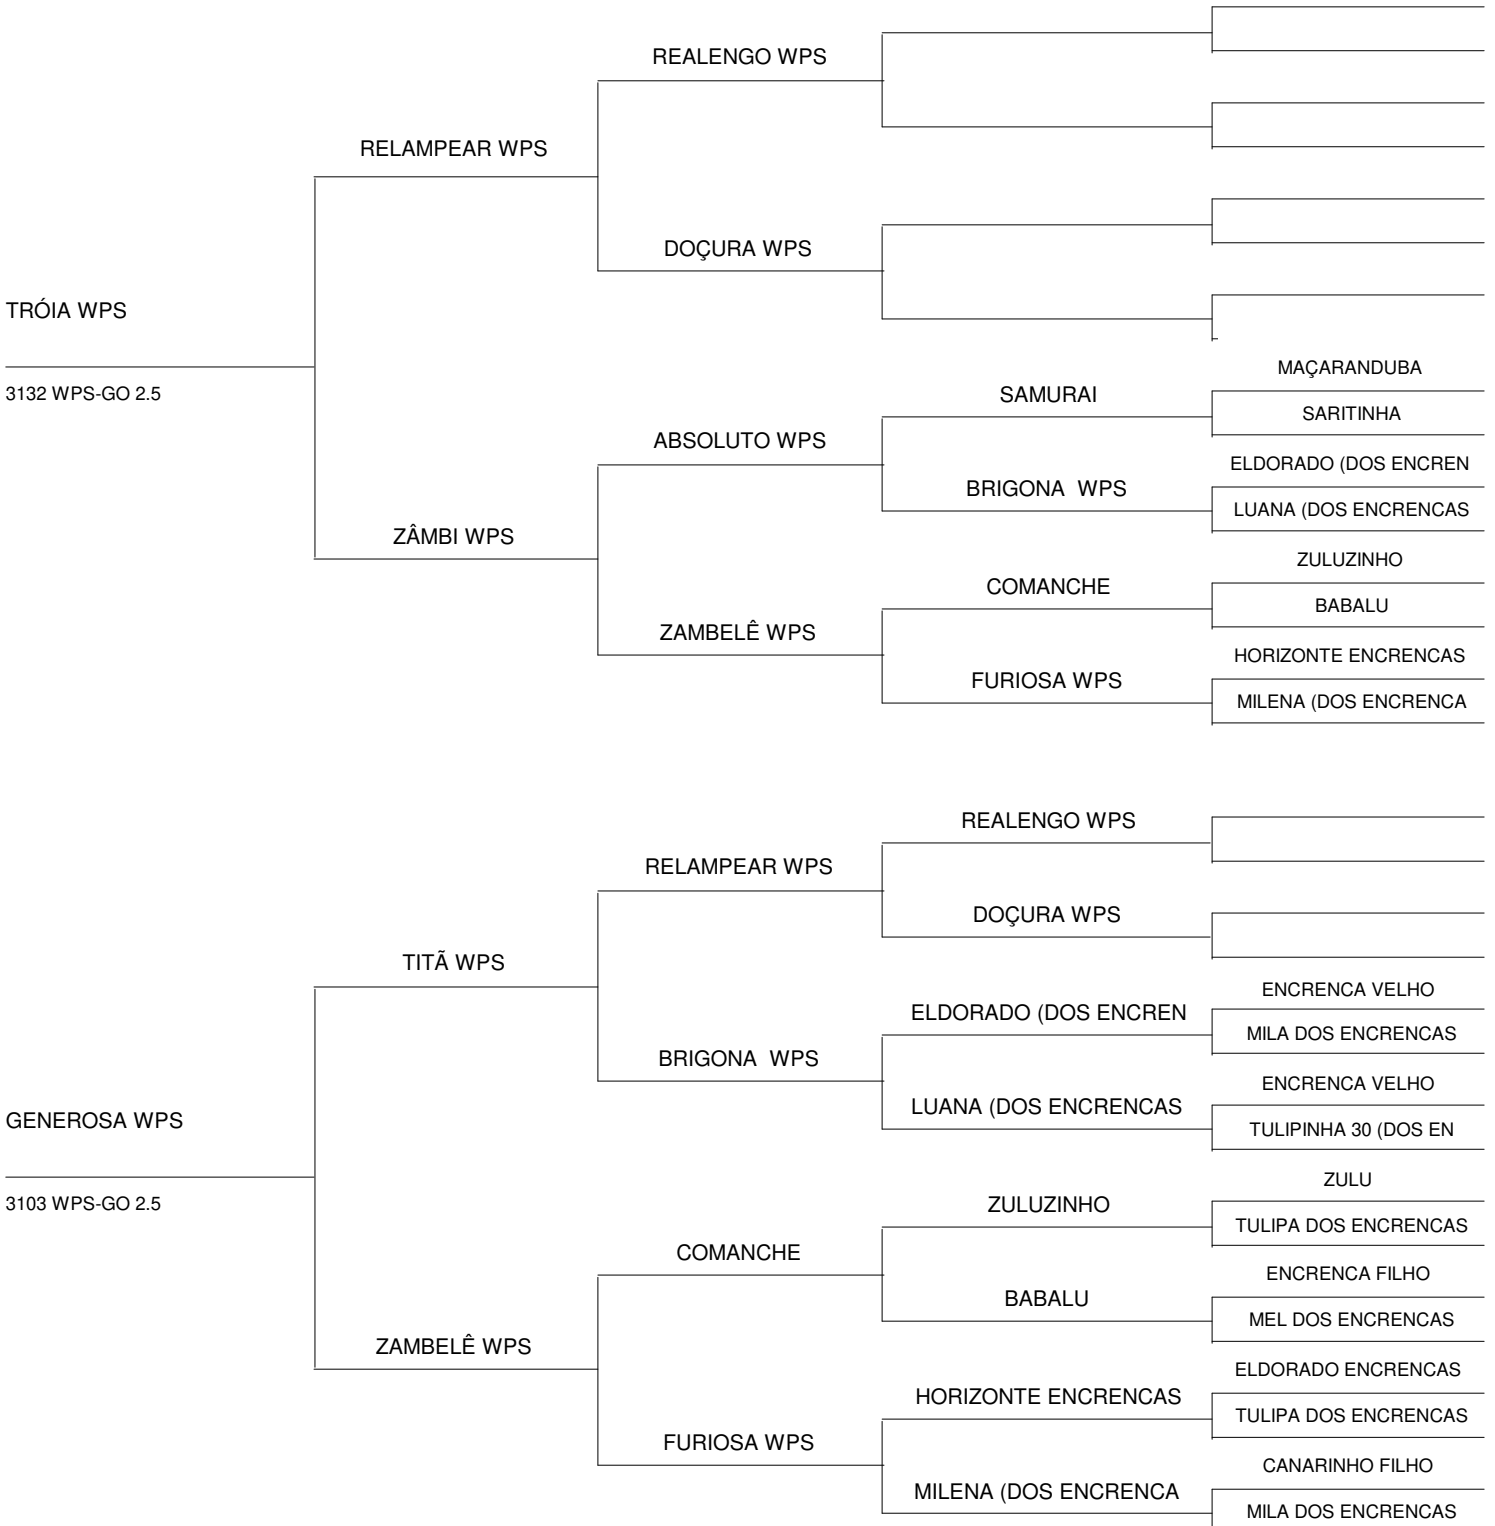 REALENGO WPS
RELAMPEAR WPS
DOÇURA WPS
TRÓIA WPS
MAÇARANDUBA
3132 WPS-GO 2.5
SAMURAI
SARITINHA
ABSOLUTO WPS
ELDORADO (DOS ENCREN
BRIGONA  WPS
LUANA (DOS ENCRENCAS
ZÂMBI WPS
ZULUZINHO
COMANCHE
BABALU
ZAMBELÊ WPS
HORIZONTE ENCRENCAS
FURIOSA WPS
MILENA (DOS ENCRENCA
REALENGO WPS
RELAMPEAR WPS
DOÇURA WPS
TITÃ WPS
ENCRENCA VELHO
ELDORADO (DOS ENCREN
MILA DOS ENCRENCAS
BRIGONA  WPS
ENCRENCA VELHO
LUANA (DOS ENCRENCAS
GENEROSA WPS
TULIPINHA 30 (DOS EN
ZULU
3103 WPS-GO 2.5
ZULUZINHO
TULIPA DOS ENCRENCAS
COMANCHE
ENCRENCA FILHO
BABALU
MEL DOS ENCRENCAS
ZAMBELÊ WPS
ELDORADO ENCRENCAS
HORIZONTE ENCRENCAS
TULIPA DOS ENCRENCAS
FURIOSA WPS
CANARINHO FILHO
MILENA (DOS ENCRENCA
MILA DOS ENCRENCAS